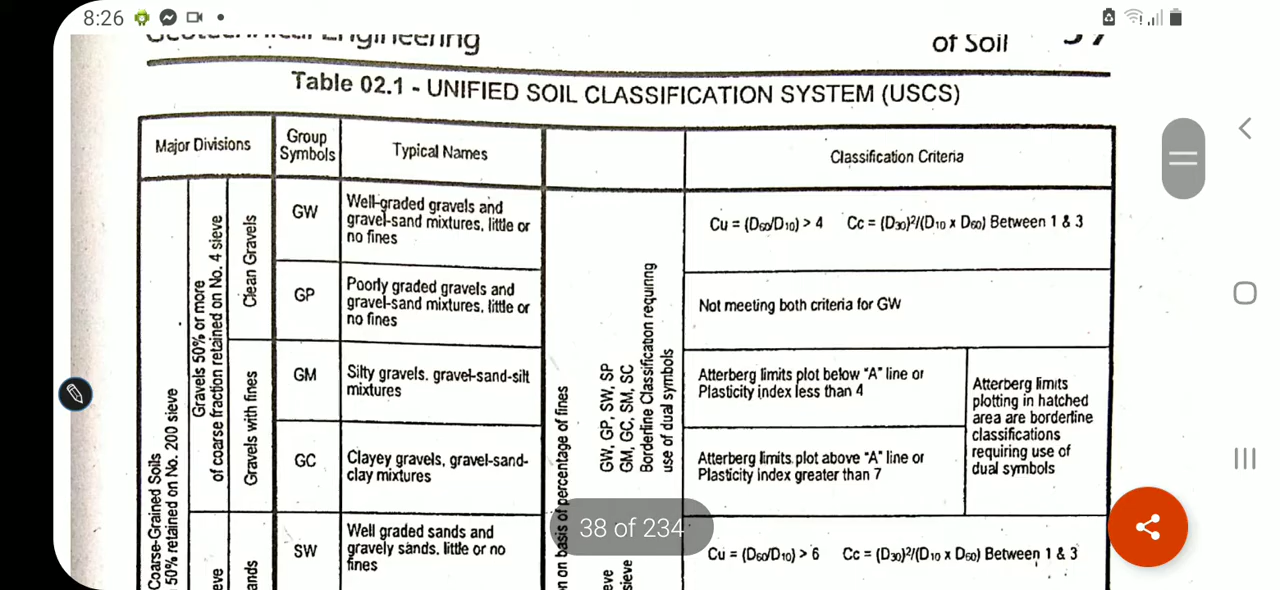 8:26
Geotechnical Engineering
of Soil
Table 02.1 - UNIFIED SOIL CLASSIFICATION SYSTEM (USCS)
Major Divisions
Group
Symbols
Typical Names
Classification Criteria
Coarse-Grained Soils
50% retained on No. 200 sieve
Gravels 50% or more
of coarse fraction retained on No. 4 sieve
Clean Gravels
GW
Well-graded gravels and
gravel-sand mixtures, little or
no fines
Cu = (D60/D10) > 4 Cc = (D30)²/(D10 x D60) Between 1 & 3
GP
Poorly graded gravels and
gravel-sand mixtures, little or
no fines
Not meeting both criteria for GW
Gravels with fines
GM
Silty gravels. gravel-sand-silt
mixtures
Atterberg limits plot below "A" line or
Plasticity index less than 4
GC
Clayey gravels, gravel-sand-
clay mixtures
Atterberg limits plot above "A" line or
Plasticity index greater than 7
Atterberg limits
plotting in hatched
area are borderline
classifications
requiring use of
dual symbols
on basis of percentage of fines
GW, GP, SW, SP
GM, GC, SM, SC
Borderline Classification requiring
use of dual symbols
SW
Well graded sands and
gravely sands. little or no
fines
Cu = (D60/D10) > 6 Cc = (D30)²/(D10 x D60) Between 1 & 3
38 of 234